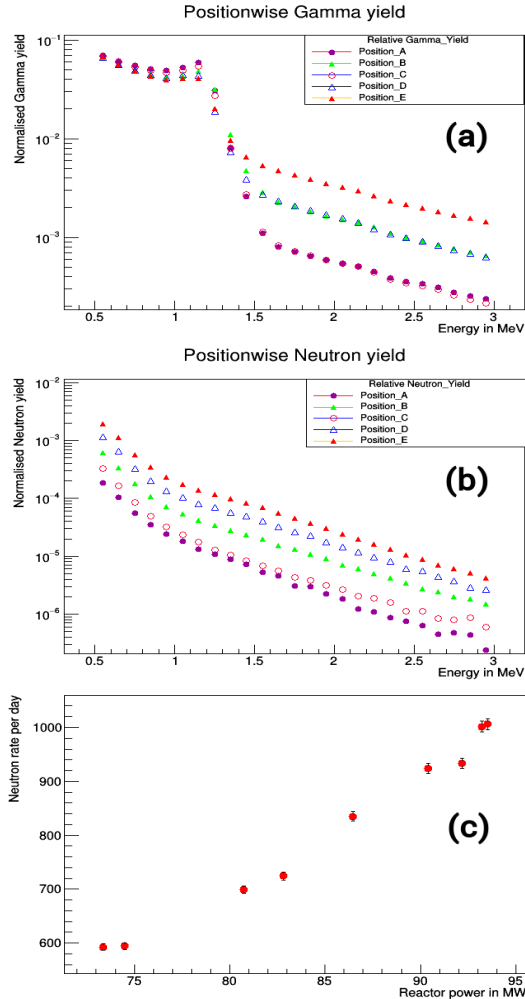 Positionwise Gamma yield
Normalised Gamma yield
10⁻¹
10⁻²
10⁻³
Relative Gamma_Yield
Position_A
Position_B
Position_C
Position_D
Position_E
(a)
0.5 1 1.5 2 2.5 3
Energy in MeV
Positionwise Neutron yield
Normalised Neutron yield
10⁻²
10⁻³
10⁻⁴
10⁻⁵
10⁻⁶
Relative Neutron_Yield
Position_A
Position_B
Position_C
Position_D
Position_E
(b)
0.5 1 1.5 2 2.5 3
Energy in MeV
Neutron rate per day
1000
900
800
700
600
(c)
75 80 85 90 95
Reactor power in MW